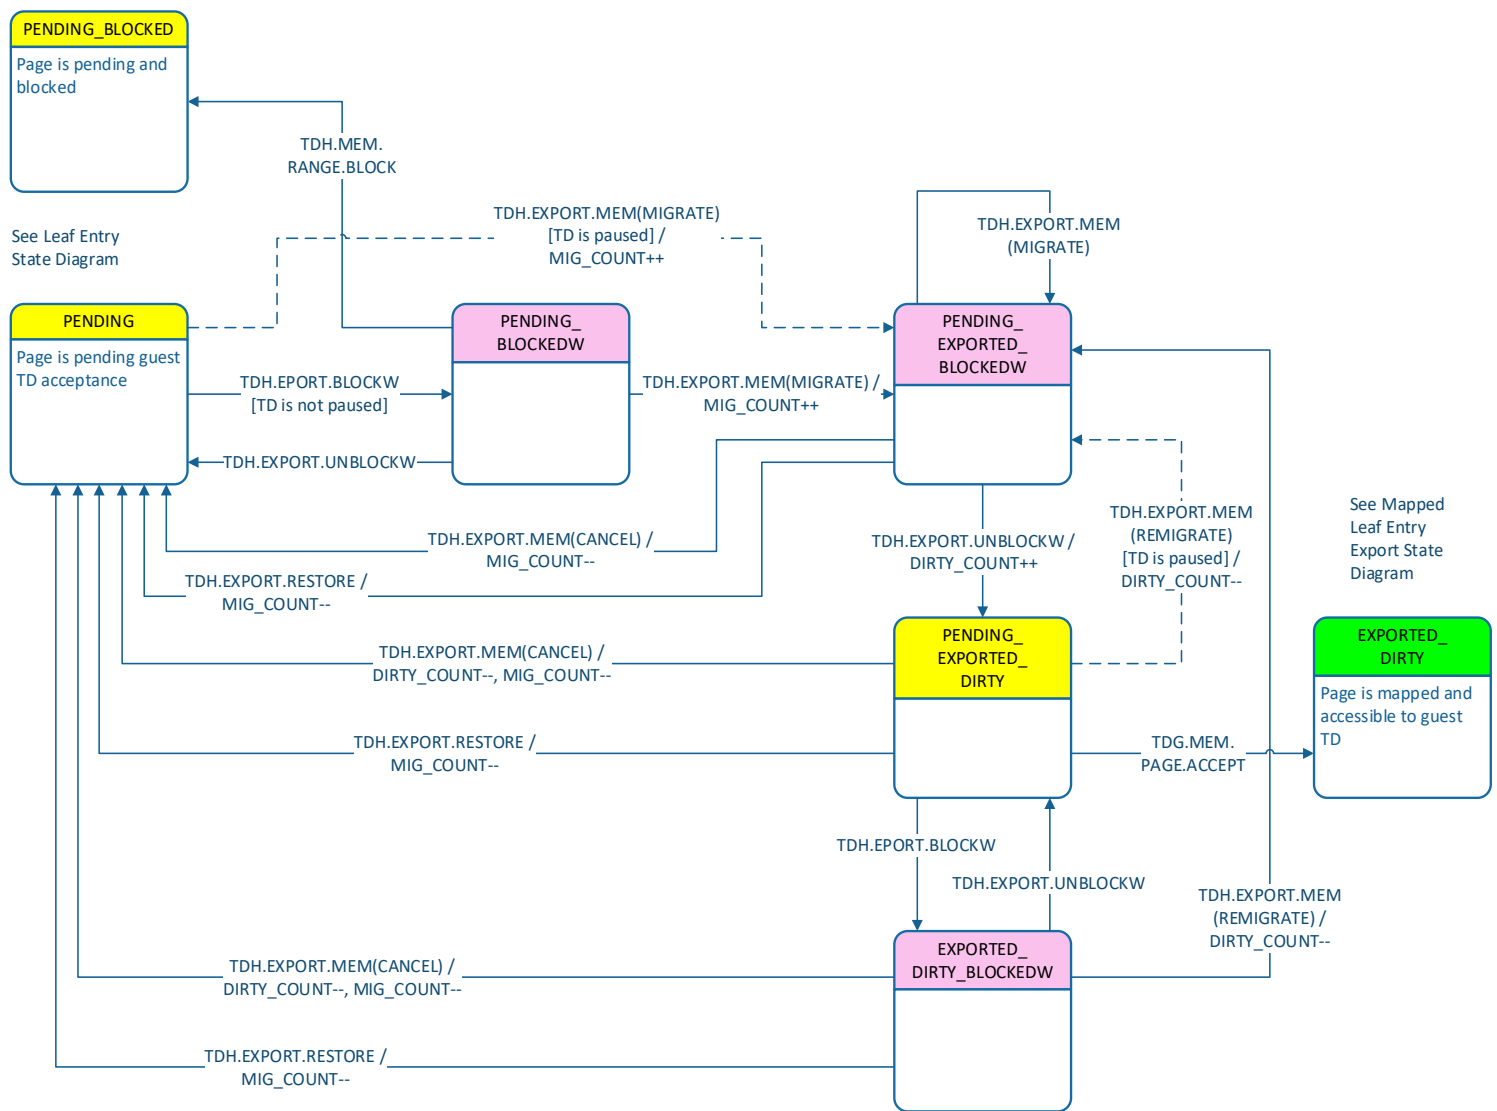 PENDING_BLOCKED
Page is pending and
blocked
TDH.MEM.
RANGE.BLOCK
See Leaf Entry
State Diagram
TDH.EXPORT.MEM(MIGRATE)
[TD is paused] /
MIG_COUNT++
TDH.EXPORT.MEM
(MIGRATE)
PENDING
Page is pending guest
TD acceptance
PENDING_
BLOCKEDW
PENDING_
EXPORTED_
BLOCKEDW
TDH.EPORT.BLOCKW
[TD is not paused]
TDH.EXPORT.MEM(MIGRATE) /
MIG_COUNT++
TDH.EXPORT.UNBLOCKW
TDH.EXPORT.MEM(CANCEL) /
MIG_COUNT--
TDH.EXPORT.UNBLOCKW /
DIRTY_COUNT++
TDH.EXPORT.MEM
(REMIGRATE)
[TD is paused] /
DIRTY_COUNT--
See Mapped
Leaf Entry
Export State
Diagram
TDH.EXPORT.RESTORE /
MIG_COUNT--
TDH.EXPORT.MEM(CANCEL) /
DIRTY_COUNT--, MIG_COUNT--
PENDING_
EXPORTED_
DIRTY
EXPORTED_
DIRTY
Page is mapped and
accessible to guest
TD
TDH.EXPORT.RESTORE /
MIG_COUNT--
TDG.MEM.
PAGE.ACCEPT
TDH.EPORT.BLOCKW
TDH.EXPORT.UNBLOCKW
TDH.EXPORT.MEM
(REMIGRATE) /
DIRTY_COUNT--
EXPORTED_
DIRTY_BLOCKEDW
TDH.EXPORT.MEM(CANCEL) /
DIRTY_COUNT--, MIG_COUNT--
TDH.EXPORT.RESTORE /
MIG_COUNT--